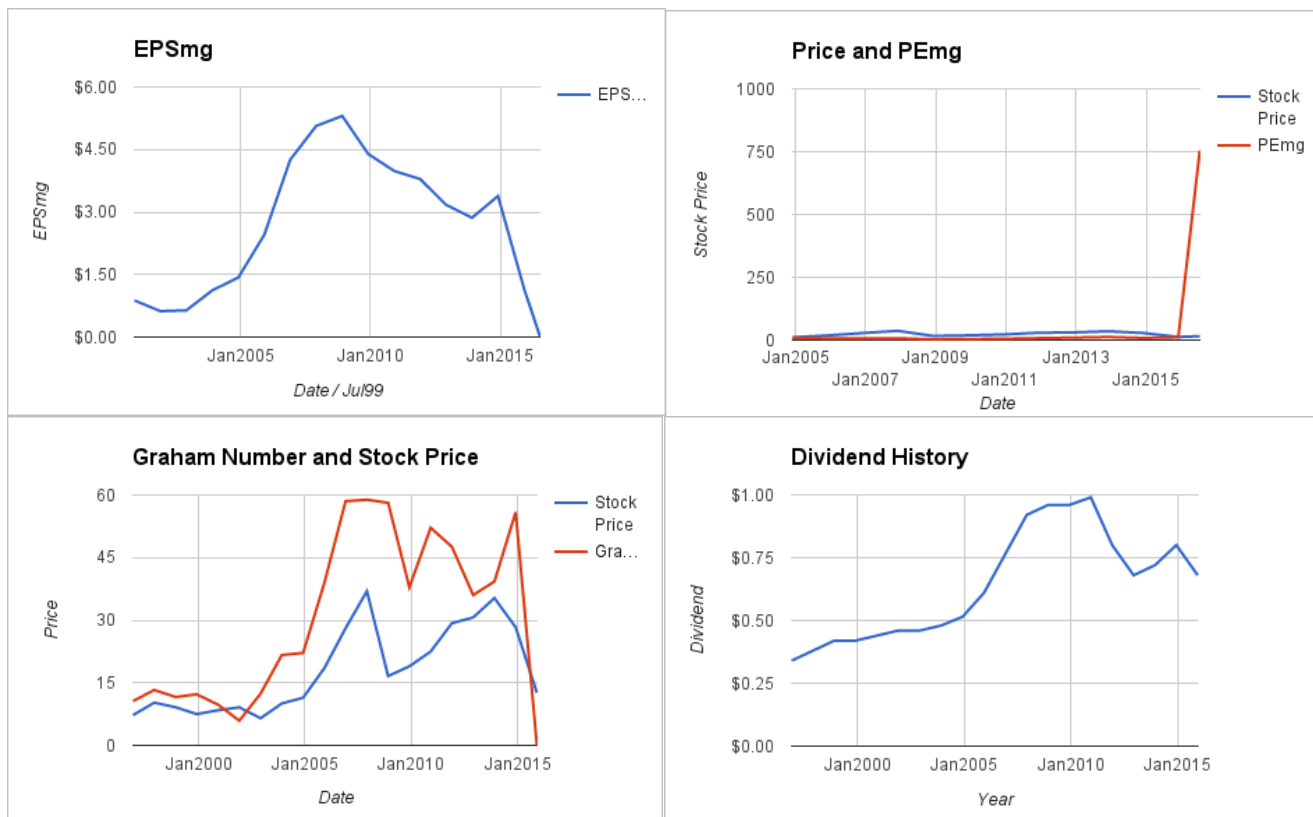 EPSmg
$6.00
$4.50
$3.00
$1.50
$0.00
EPSmg
Jan2005
Jan2010
Jan2015
Date / Jul99
EPS...
Price and PEmg
1000
750
500
250
0
Stock Price
Jan2005
Jan2009
Jan2013
Jan2007
Jan2011
Jan2015
Date
Stock
Price
PEmg
Graham Number and Stock Price
60
45
30
15
0
Price
Jan2000
Jan2005
Jan2010
Jan2015
Date
Stock
Price
Gra...
Dividend History
$1.00
$0.75
$0.50
$0.25
$0.00
Dividend
Jan2000
Jan2005
Jan2010
Jan2015
Year